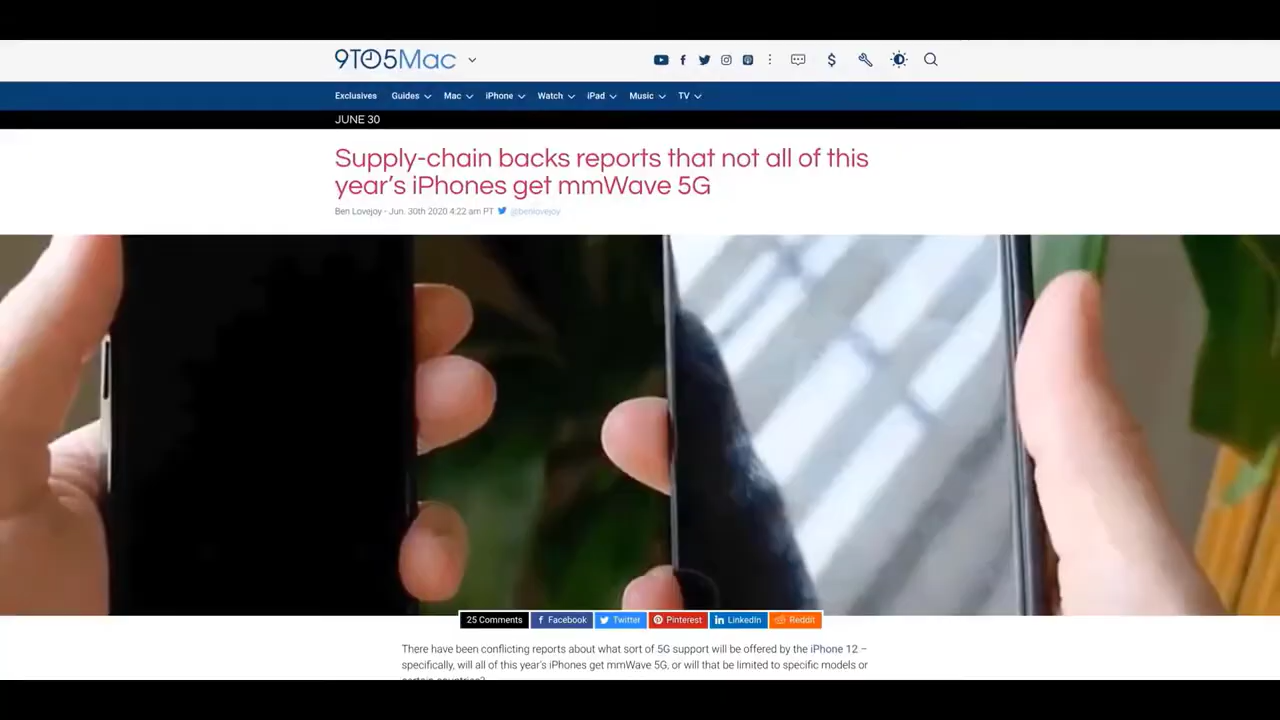 9TO5Mac
Exclusives Guides Mac iPhone Watch iPad Music TV
JUNE 30
Supply-chain backs reports that not all of this
year's iPhones get mmWave 5G
Ben Lovejoy - Jun. 30th 2020 4:22 am PT @benlovejoy
25 Comments Facebook Twitter Pinterest LinkedIn Reddit
There have been conflicting reports about what sort of 5G support will be offered by the iPhone 12 –
specifically, will all of this year's iPhones get mmWave 5G, or will that be limited to specific models or